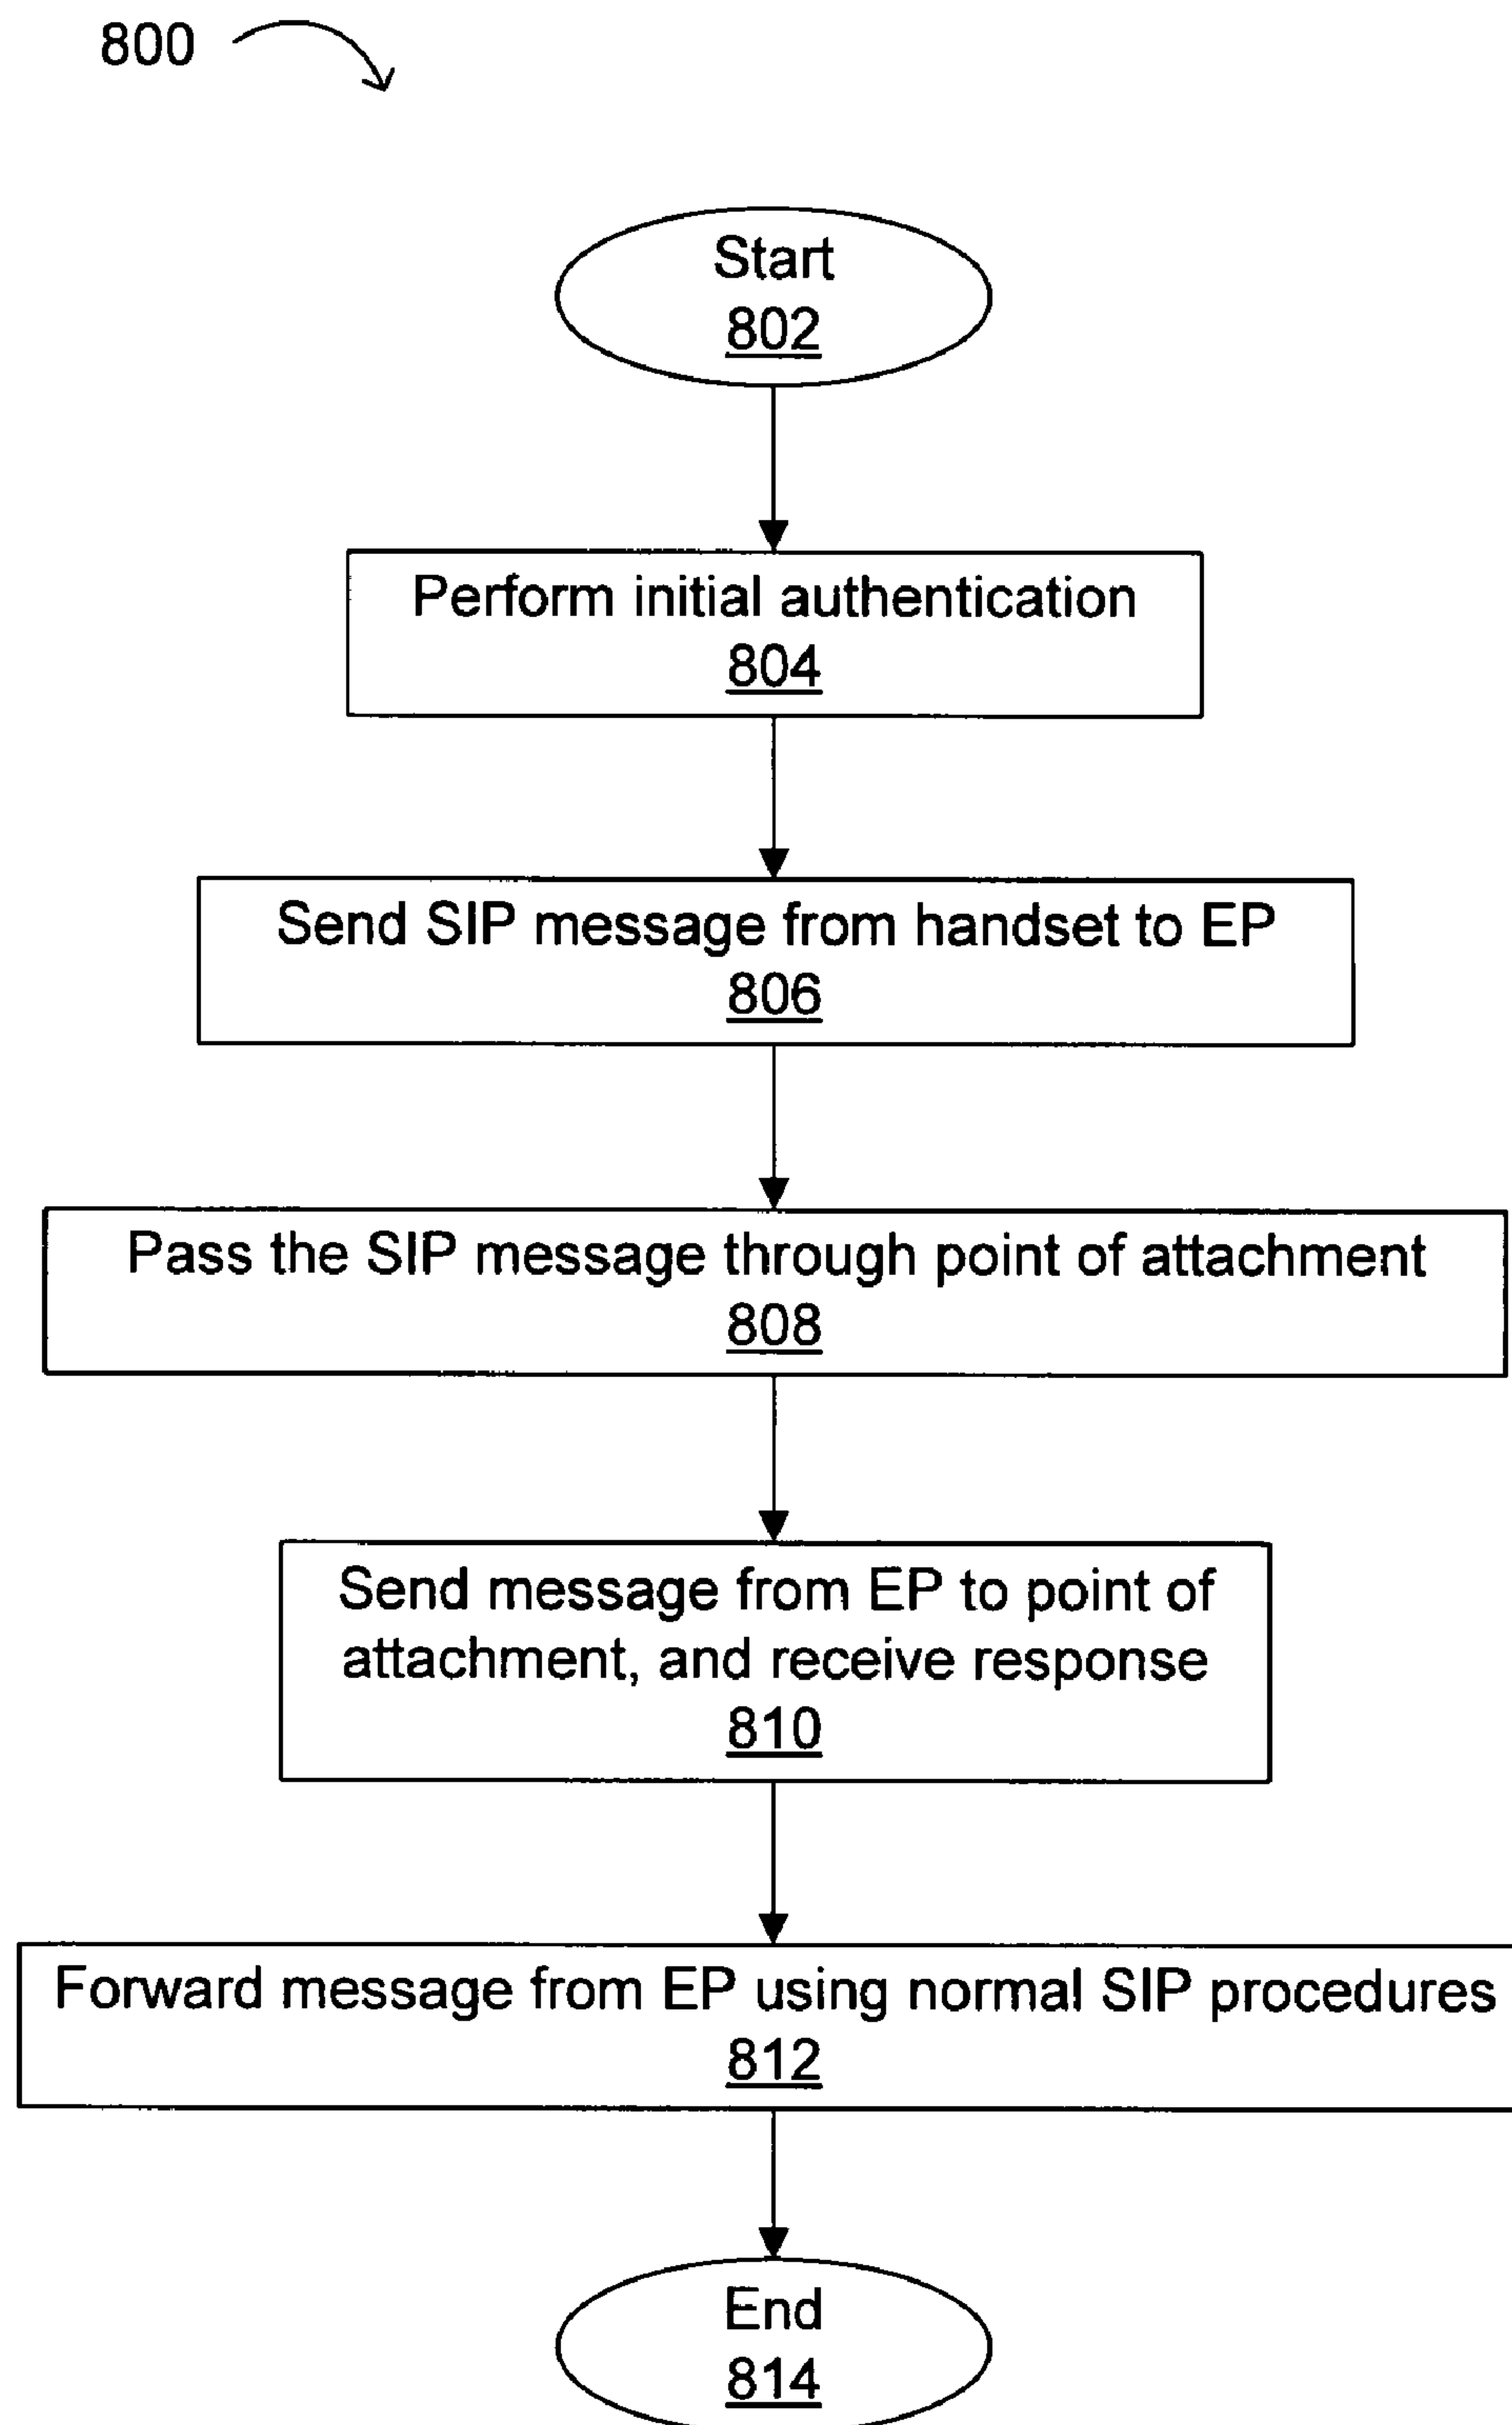 800
Start
802
Perform initial authentication
804
Send SIP message from handset to EP
806
Pass the SIP message through point of attachment
808
Send message from EP to point of
attachment, and receive response
810
Forward message from EP using normal SIP procedures
812
End
814